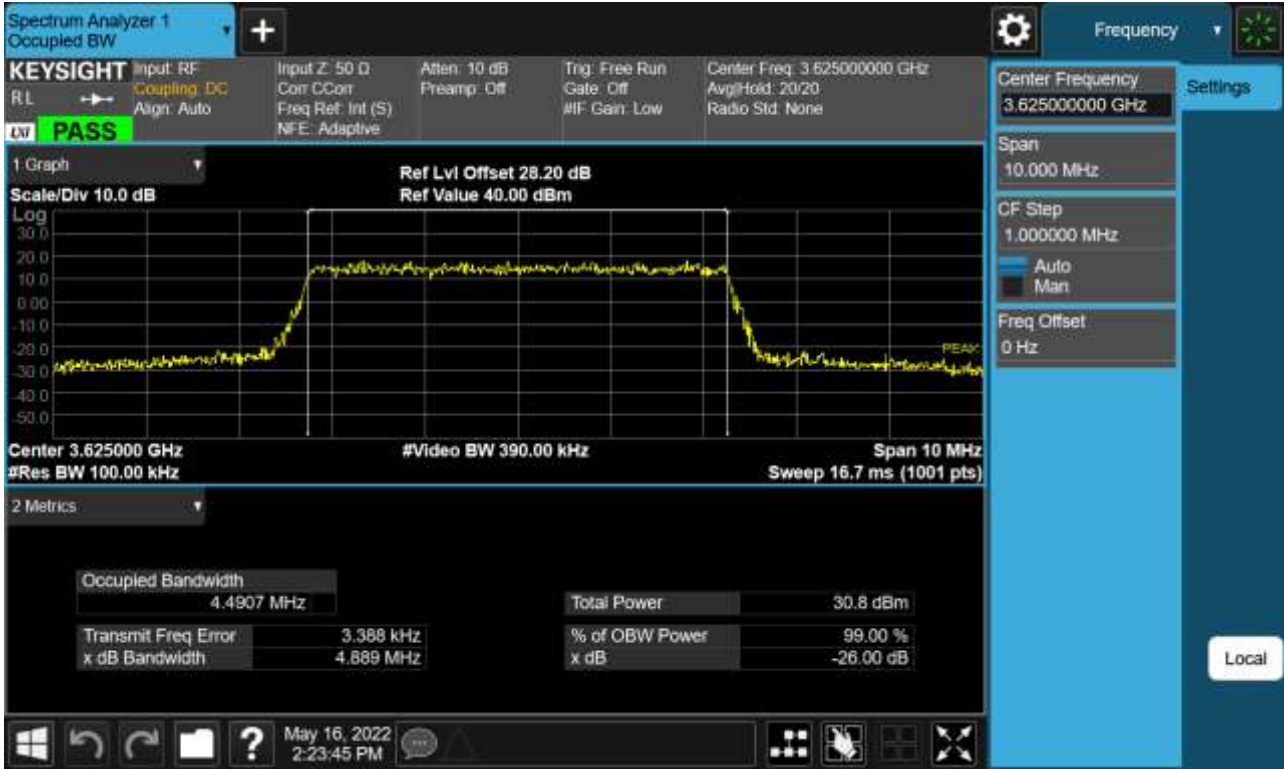 Spectrum Analyzer 1
Occupied BW
+
Frequency
KEYSIGHT
RL
LXI
PASS
Input: RF
Coupling: DC
Align: Auto
Input Z: 50 Ω
Corr CCorr
Freq Ref: Int (S)
NFE: Adaptive
Atten: 10 dB
Preamp: Off
Trig: Free Run
Gate: Off
#IF Gain: Low
Center Freq: 3.625000000 GHz
Avg|Hold: 20/20
Radio Std: None
Center Frequency
3.625000000 GHz
Settings
Span
10.000 MHz
CF Step
1.000000 MHz
Auto
Man
Freq Offset
0 Hz
Local
1 Graph
Scale/Div 10.0 dB
Ref Lvl Offset 28.20 dB
Ref Value 40.00 dBm
Log
30.0
20.0
10.0
0.00
-10.0
-20.0
-30.0
-40.0
-50.0
PEAK
Center 3.625000 GHz
#Video BW 390.00 kHz
Span 10 MHz
#Res BW 100.00 kHz
Sweep 16.7 ms (1001 pts)
2 Metrics
Occupied Bandwidth
4.4907 MHz
Total Power 30.8 dBm
Transmit Freq Error 3.388 kHz
% of OBW Power 99.00 %
x dB Bandwidth 4.889 MHz
x dB -26.00 dB
?
May 16, 2022
2:23:45 PM